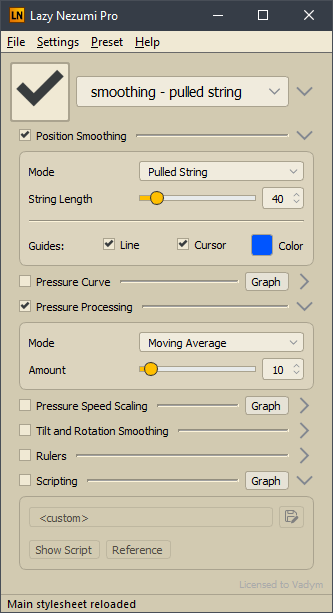 LN Lazy Nezumi Pro
File Settings Preset Help
smoothing - pulled string
Position Smoothing
Mode Pulled String
String Length 40
Guides: Line Cursor Color
Pressure Curve Graph
Pressure Processing
Mode Moving Average
Amount 10
Pressure Speed Scaling Graph
Tilt and Rotation Smoothing
Rulers
Scripting Graph
<custom>
Show Script Reference
Licensed to Vadym
Main stylesheet reloaded